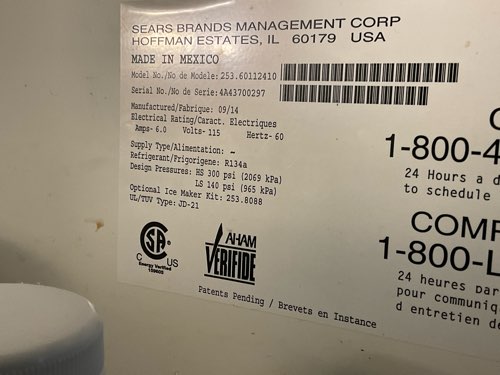 SEARS BRANDS MANAGEMENT CORP
HOFFMAN ESTATES, IL 60179 USA
MADE IN MEXICO
Model No./No de Modele: 253.60112410
Serial No./No de Serie: 4A43700297
Manufactured/Fabrique: 09/14
Electrical Rating/Caract. Electriques
Amps- 6.0 Volts- 115 Hertz- 60
Supply Type/Alimentation: -
Refrigerant/Frigorigene: R134a
Design Pressures: HS 300 psi (2069 kPa)
LS 140 psi (965 kPa)
Optional Ice Maker Kit: 253.8088
UL/TUV Type: JD-21
CSA
C US
Energy Verified
AHAM
VERIFIDE
Patents Pending / Brevets en Instance
1-800-4
24 Hours a d
to schedule
COMP
1-800-L
24 heures par
pour communiq
d entretien de